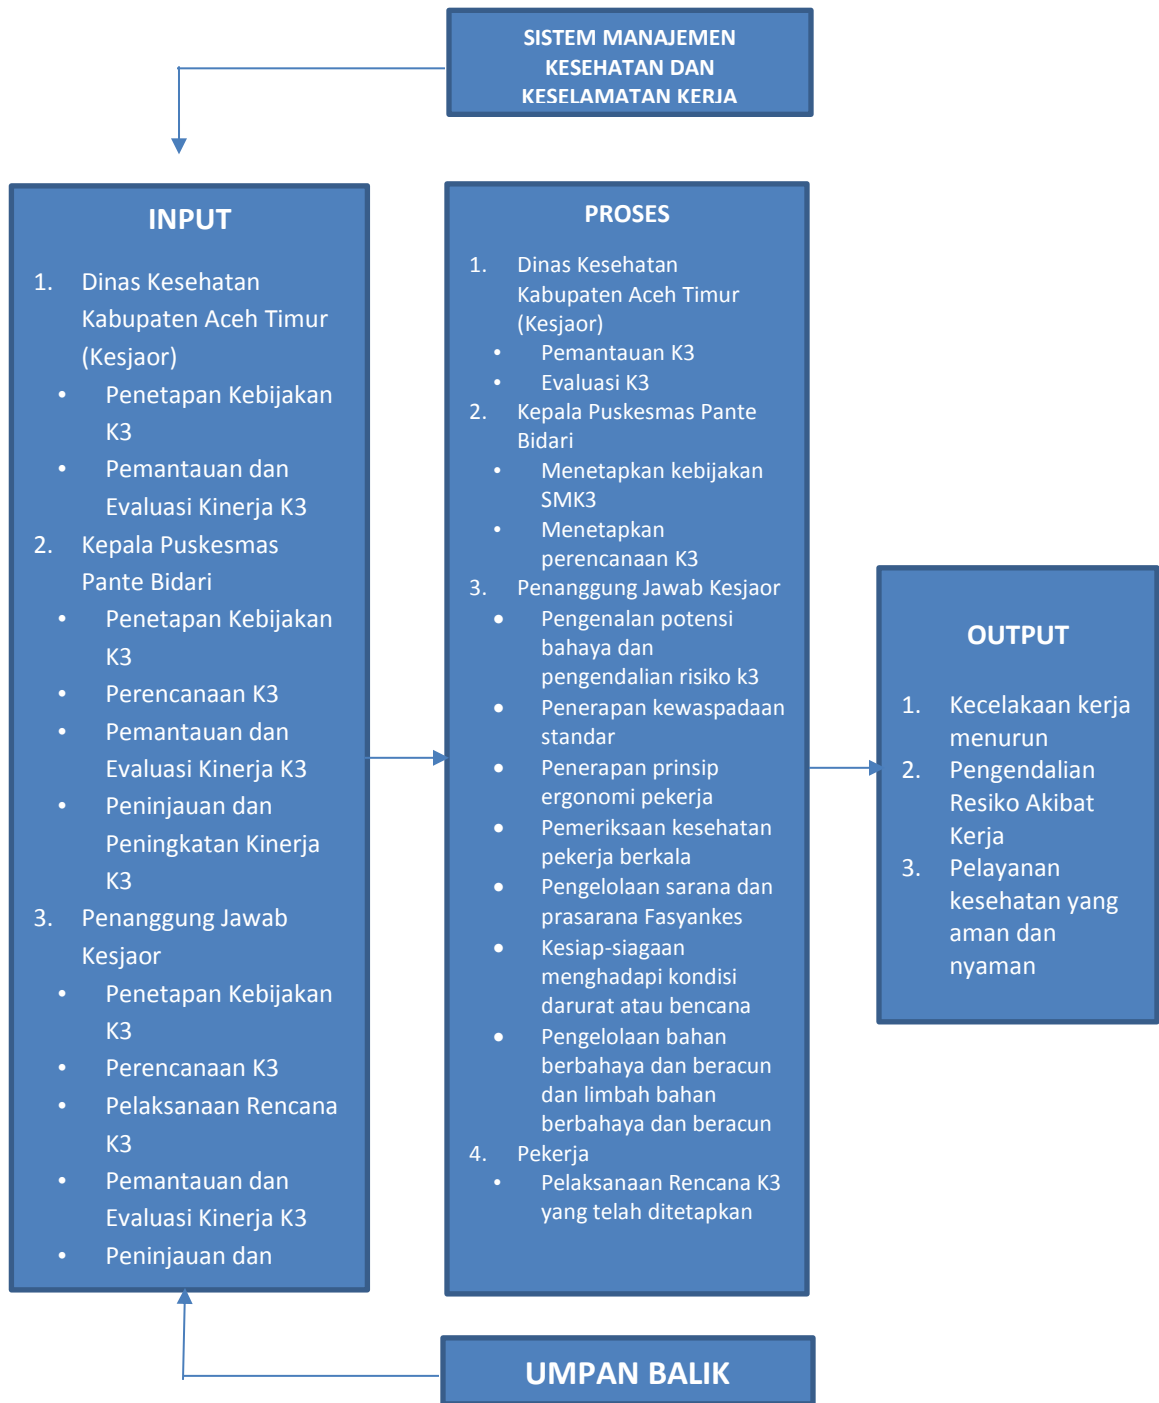 SISTEM MANAJEMEN
KESEHATAN DAN
KESELAMATAN KERJA
INPUT
1. Dinas Kesehatan
Kabupaten Aceh Timur
(Kesjaor)
• Penetapan Kebijakan
K3
• Pemantauan dan
Evaluasi Kinerja K3
2. Kepala Puskesmas
Pante Bidari
• Penetapan Kebijakan
K3
• Perencanaan K3
• Pemantauan dan
Evaluasi Kinerja K3
• Peninjauan dan
Peningkatan Kinerja
K3
3. Penanggung Jawab
Kesjaor
• Penetapan Kebijakan
K3
• Perencanaan K3
• Pelaksanaan Rencana
K3
• Pemantauan dan
Evaluasi Kinerja K3
• Peninjauan dan
PROSES
1. Dinas Kesehatan
Kabupaten Aceh Timur
(Kesjaor)
• Pemantauan K3
• Evaluasi K3
2. Kepala Puskesmas Pante
Bidari
• Menetapkan kebijakan
SMK3
• Menetapkan
perencanaan K3
3. Penanggung Jawab Kesjaor
• Pengenalan potensi
bahaya dan
pengendalian risiko k3
• Penerapan kewaspadaan
standar
• Penerapan prinsip
ergonomi pekerja
• Pemeriksaan kesehatan
pekerja berkala
• Pengelolaan sarana dan
prasarana Fasyankes
• Kesiap-siagaan
menghadapi kondisi
darurat atau bencana
• Pengelolaan bahan
berbahaya dan beracun
dan limbah bahan
berbahaya dan beracun
4. Pekerja
• Pelaksanaan Rencana K3
yang telah ditetapkan
OUTPUT
1. Kecelakaan kerja
menurun
2. Pengendalian
Resiko Akibat
Kerja
3. Pelayanan
kesehatan yang
aman dan
nyaman
UMPAN BALIK